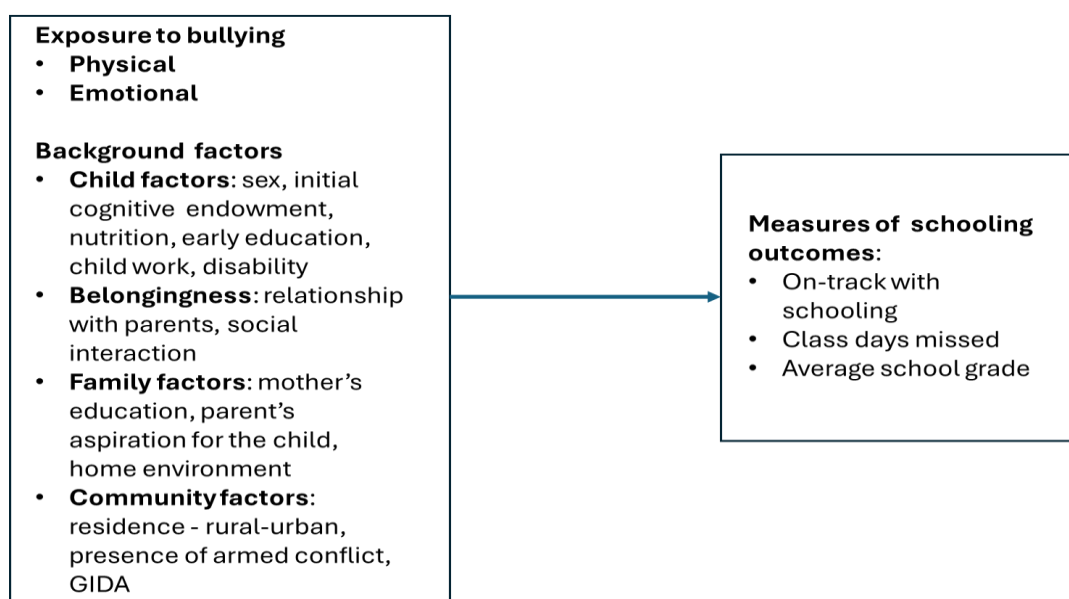 Exposure to bullying
• Physical
• Emotional
Background factors
• Child factors: sex, initial
cognitive endowment,
nutrition, early education,
child work, disability
• Belongingness: relationship
with parents, social
interaction
• Family factors: mother’s
education, parent’s
aspiration for the child,
home environment
• Community factors:
residence - rural-urban,
presence of armed conflict,
GIDA
Measures of schooling
outcomes:
• On-track with
schooling
• Class days missed
• Average school grade